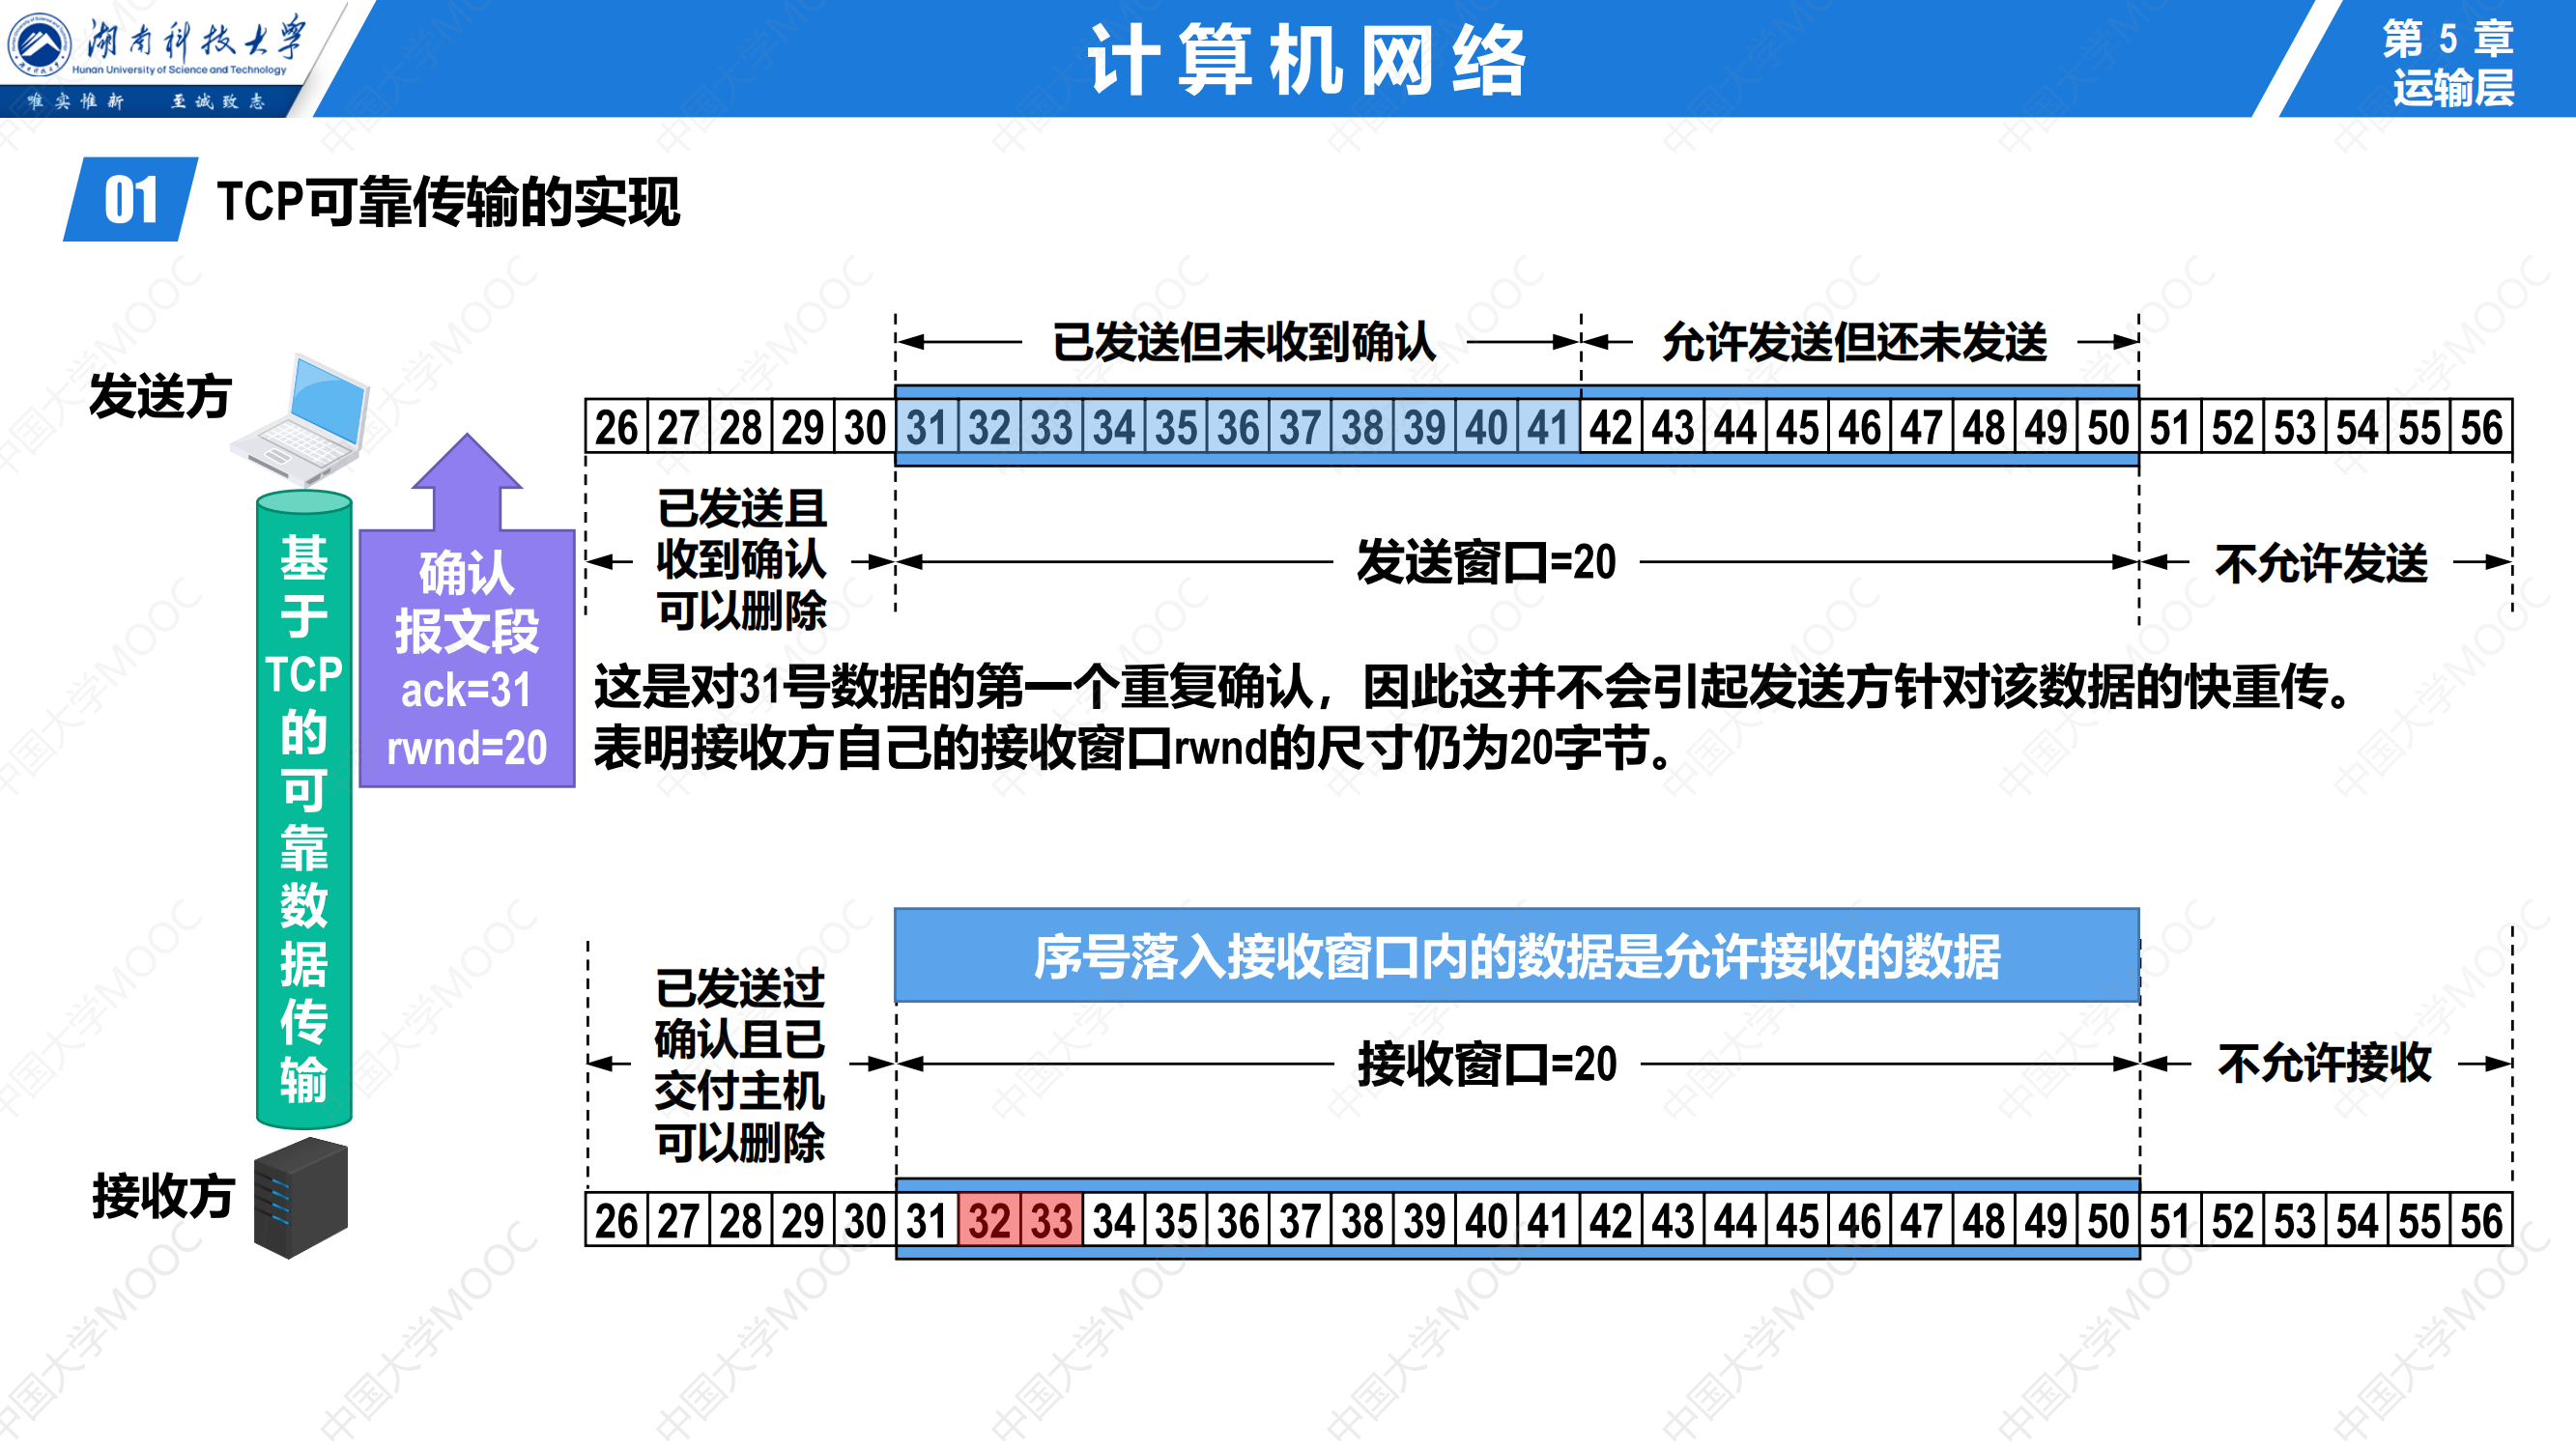 湖南科技大学
Hunan University of Science and Technology
唯实惟新 至诚致志
计算机网络
第 5 章
运输层
01 TCP可靠传输的实现
已发送但未收到确认 允许发送但还未发送
发送方
26 27 28 29 30 31 32 33 34 35 36 37 38 39 40 41 42 43 44 45 46 47 48 49 50 51 52 53 54 55 56
已发送且
收到确认
可以删除
发送窗口=20
不允许发送
基于TCP的可靠数据传输
确认
报文段
ack=31
rwnd=20
这是对31号数据的第一个重复确认，因此这并不会引起发送方针对该数据的快重传。
表明接收方自己的接收窗口rwnd的尺寸仍为20字节。
序号落入接收窗口内的数据是允许接收的数据
已发送过
确认且已
交付主机
可以删除
接收窗口=20
不允许接收
接收方
26 27 28 29 30 31 32 33 34 35 36 37 38 39 40 41 42 43 44 45 46 47 48 49 50 51 52 53 54 55 56
中国大学MOOC